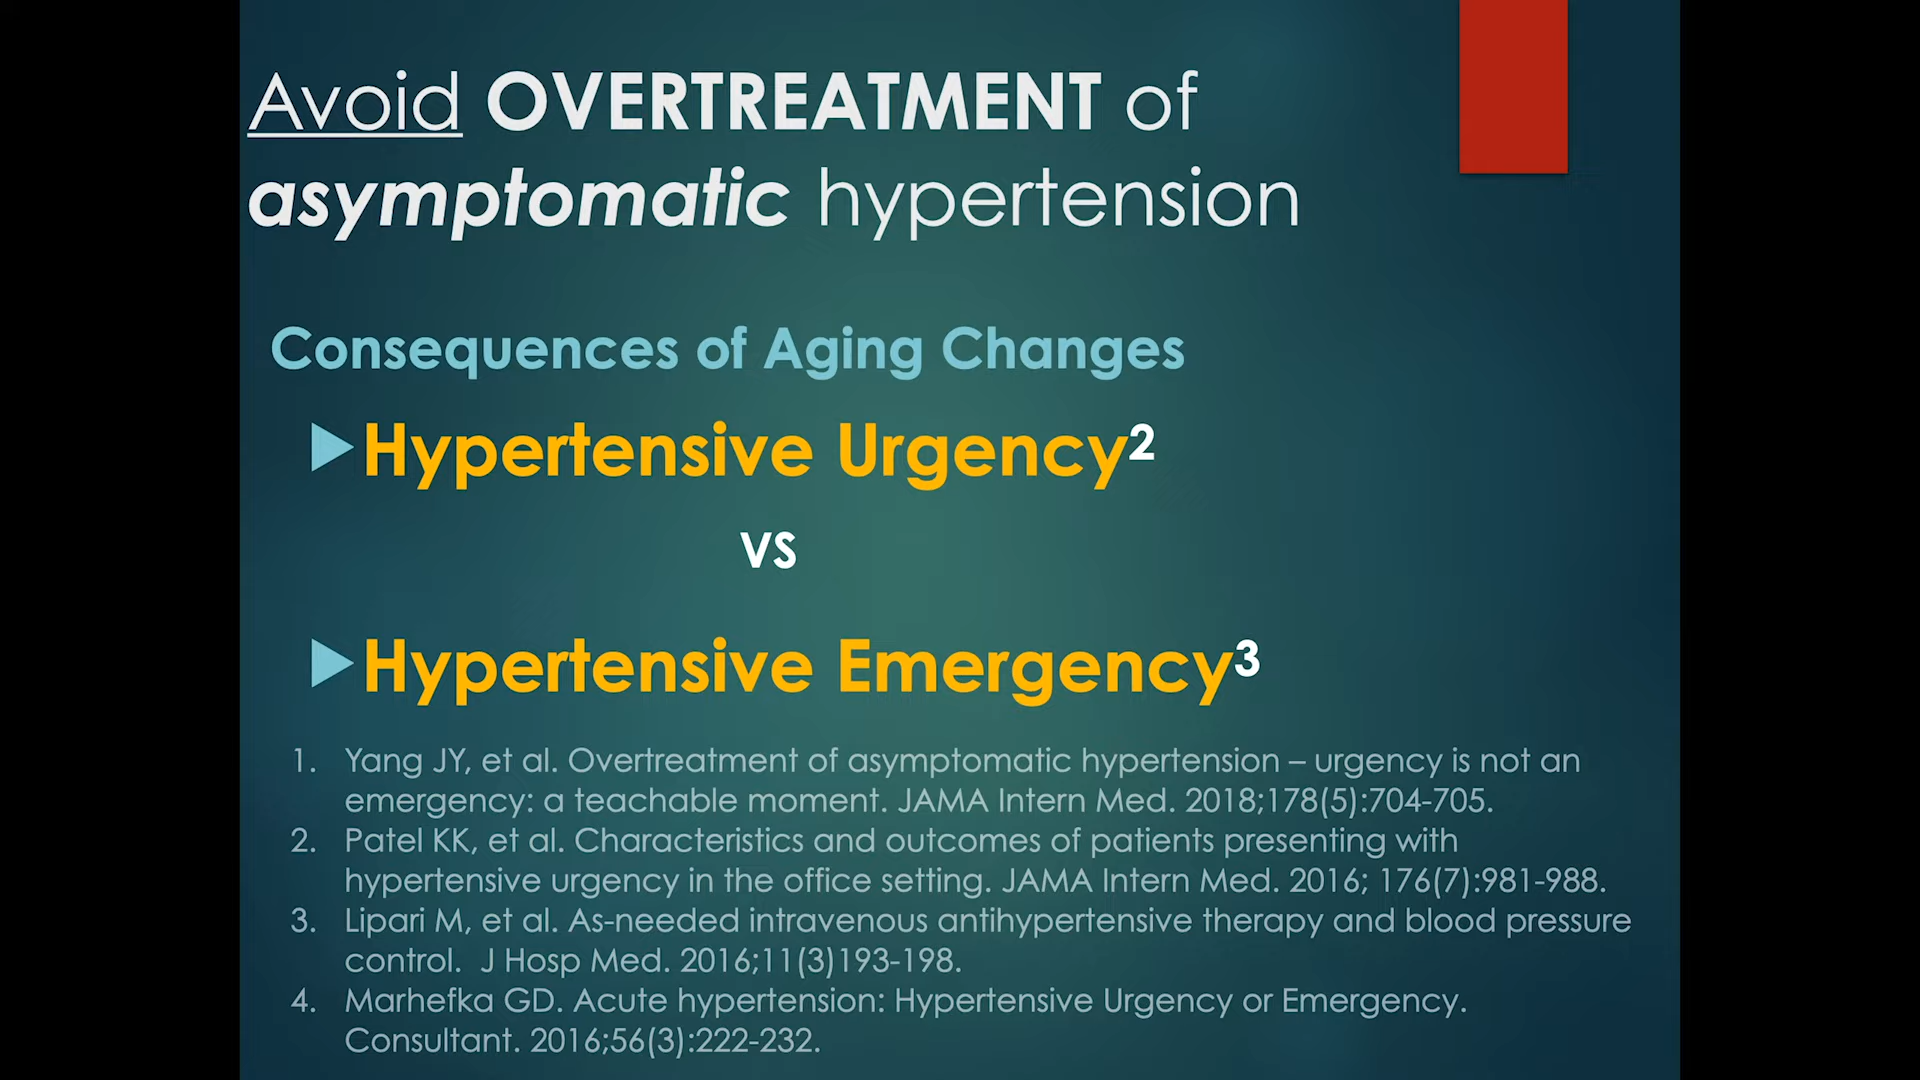 Avoid OVERTREATMENT of
asymptomatic hypertension
Consequences of Aging Changes
Hypertensive Urgency²
vs
Hypertensive Emergency³
1. Yang JY, et al. Overtreatment of asymptomatic hypertension – urgency is not an
emergency: a teachable moment. JAMA Intern Med. 2018;178(5):704-705.
2. Patel KK, et al. Characteristics and outcomes of patients presenting with
hypertensive urgency in the office setting. JAMA Intern Med. 2016; 176(7):981-988.
3. Lipari M, et al. As-needed intravenous antihypertensive therapy and blood pressure
control. J Hosp Med. 2016;11(3)193-198.
4. Marhefka GD. Acute hypertension: Hypertensive Urgency or Emergency.
Consultant. 2016;56(3):222-232.